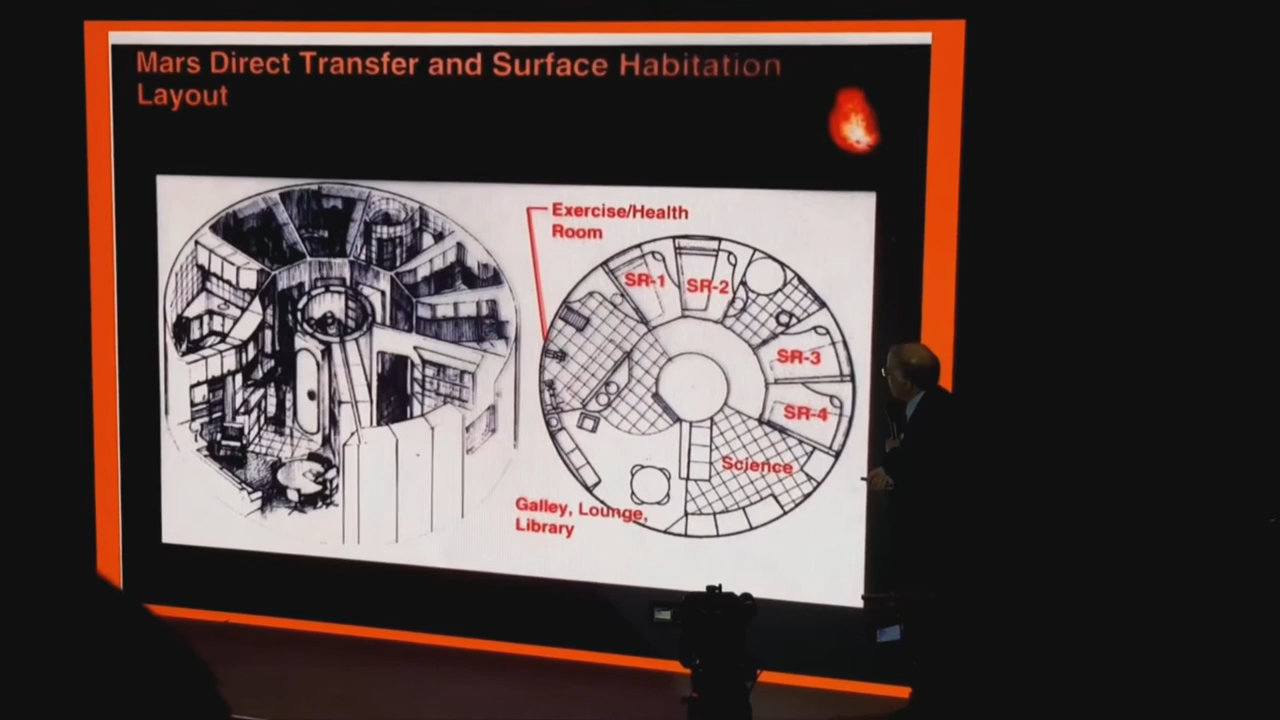 Mars Direct Transfer and Surface Habitation
Layout
Exercise/Health
Room
SR-1
SR-2
SR-3
SR-4
Science
Galley, Lounge,
Library